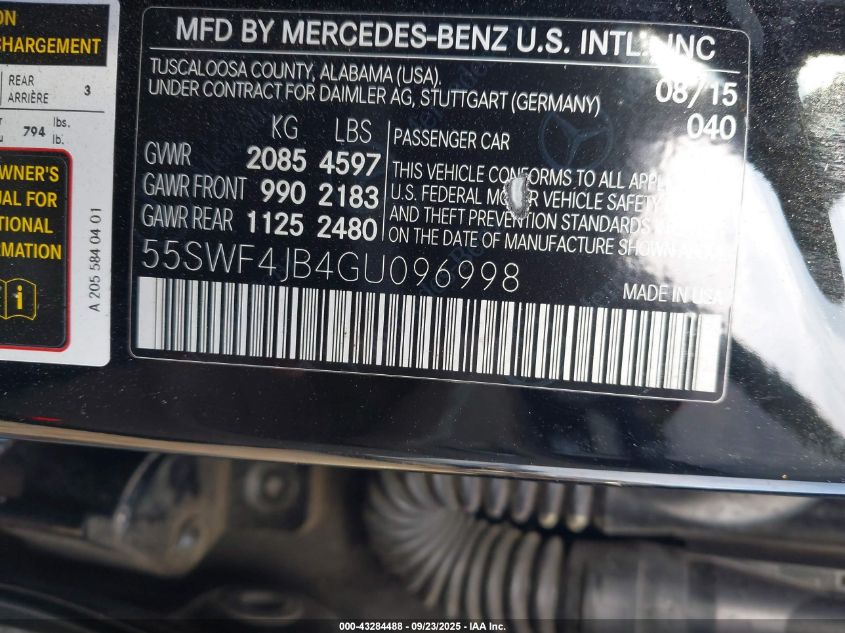 ON
CHARGEMENT
REAR
ARRIÈRE 3
794 lbs.
lb.
WNER'S
UAL FOR
TIONAL
ORMATION
i
A 205 584 04 01
MFD BY MERCEDES-BENZ U.S. INTL., INC
TUSCALOOSA COUNTY, ALABAMA (USA).
UNDER CONTRACT FOR DAIMLER AG, STUTTGART (GERMANY)
08/15
040
KG LBS
GVWR 2085 4597
GAWR FRONT 990 2183
GAWR REAR 1125 2480
PASSENGER CAR
THIS VEHICLE CONFORMS TO ALL
U.S. FEDERAL MOTOR VEHICLE SAFETY
AND THEFT PREVENTION STANDARDS
ON THE DATE OF MANUFACTURE SHOWN
55SWF4JB4GU096998
MADE IN USA
000-43284488 - 09/23/2025 - IAA Inc.